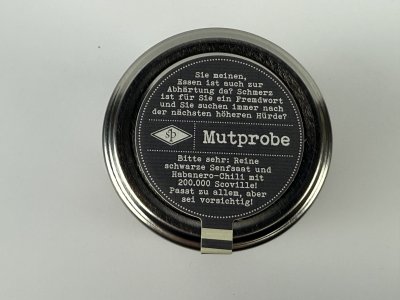 Sie meinen,
Essen ist auch zur
Abhärtung da? Schmerz
ist für Sie ein Fremdwort
und Sie suchen immer nach
der nächsten höheren Hürde?
sp
Mutprobe
Bitte sehr: Reine
schwarze Senfsaat und
Habanero-Chili mit
200.000 Scoville!
Passt zu allem, aber
sei vorsichtig!